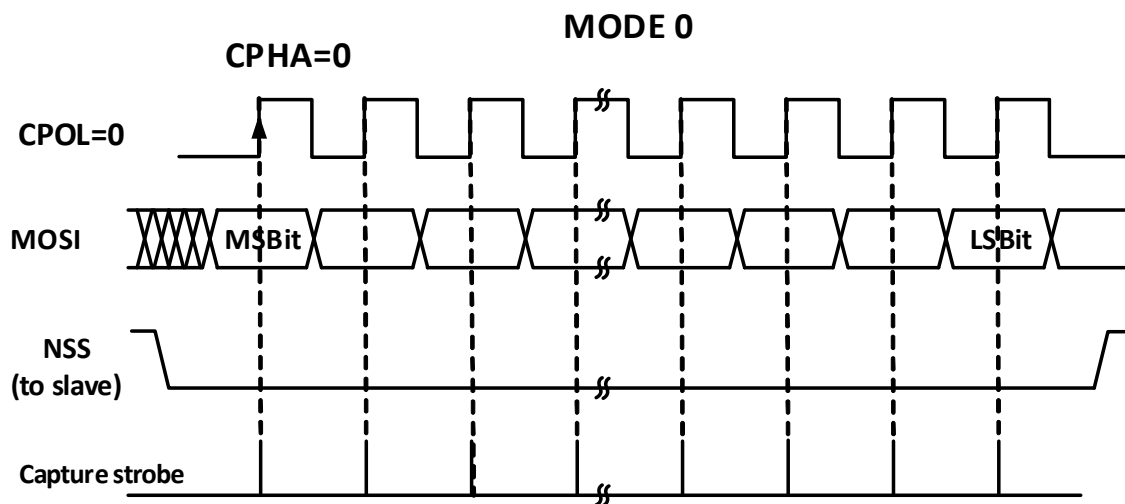 MODE 0
CPHA=0
CPOL=0
MOSI
MSBit
LSBit
NSS
(to slave)
Capture strobe